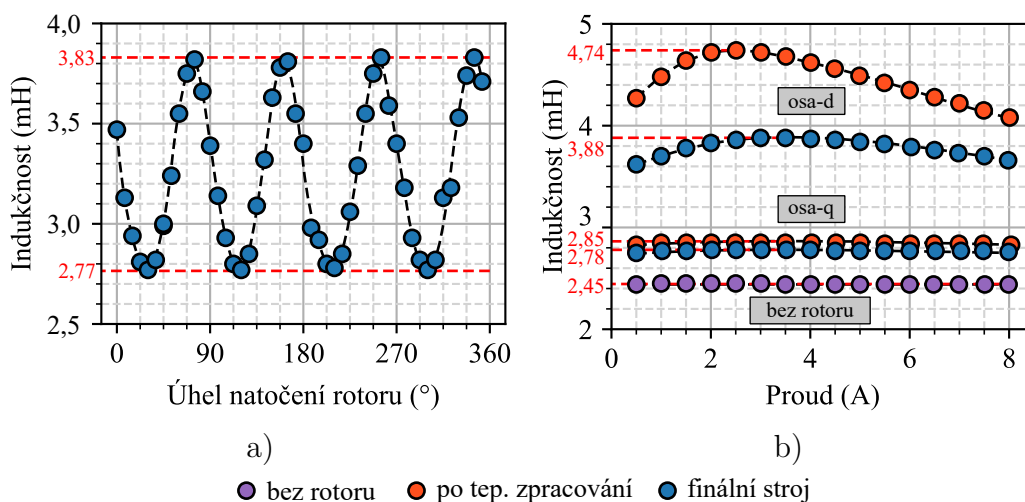 4,0
3,83
3,5
3,0
2,77
2,5
Indukčnost (mH)
0 90 180 270 360
Úhel natočení rotoru (°)
a)
5
4,74
4
3,88
3
2,85
2,78
2,45
2
Indukčnost (mH)
osa-d
osa-q
bez rotoru
0 2 4 6 8
Proud (A)
b)
bez rotoru po tep. zpracování finální stroj